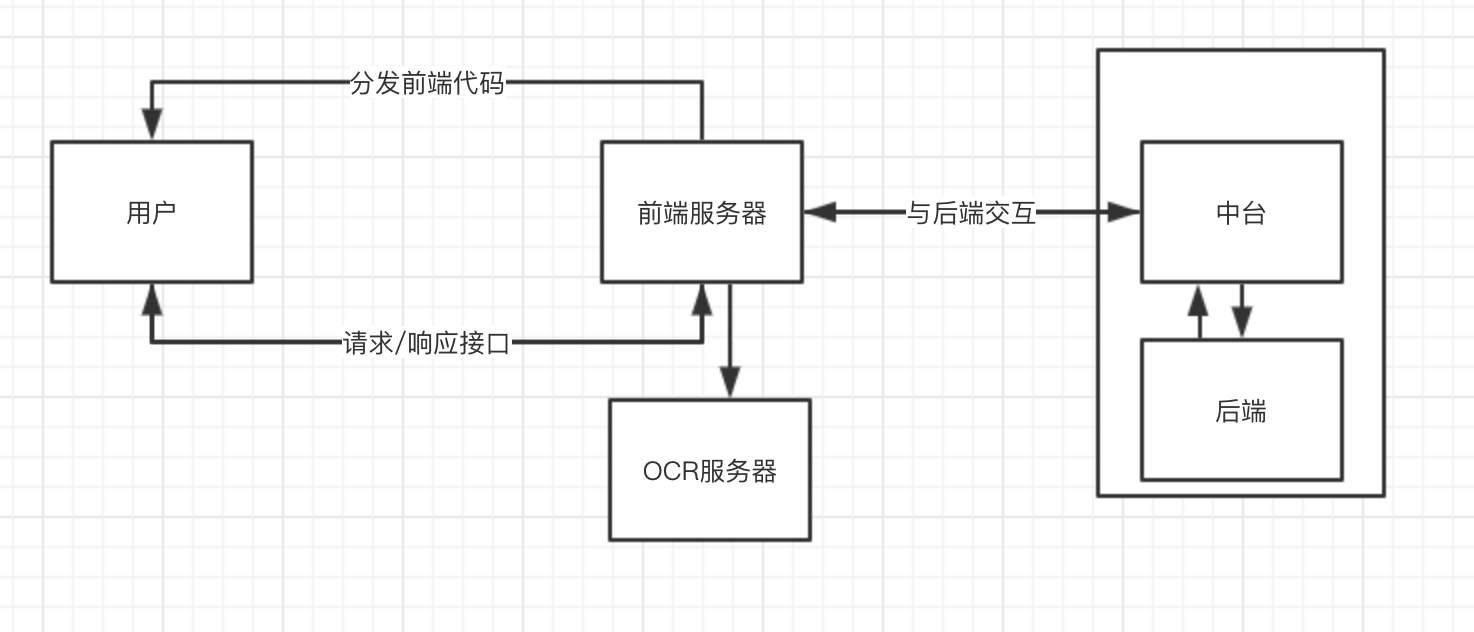 分发前端代码
用户
前端服务器
与后端交互
中台
请求/响应接口
后端
OCR服务器